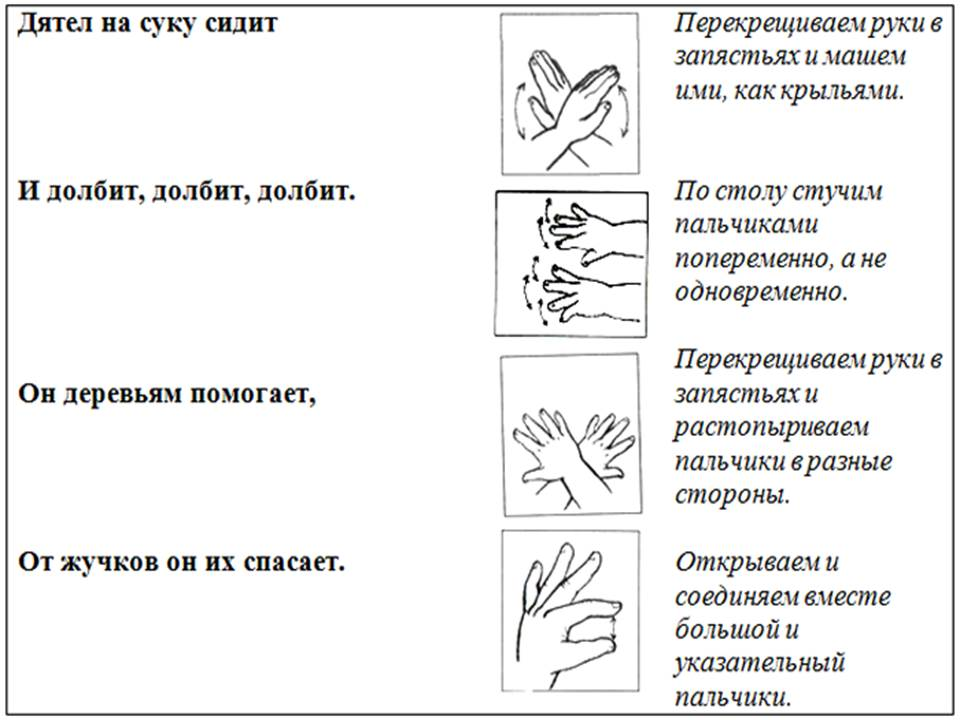 Дятел на суку сидит
Перекрещиваем руки в
запястьях и машем
ими, как крыльями.
И долбит, долбит, долбит.
По столу стучим
пальчиками
попеременно, а не
одновременно.
Он деревьям помогает,
Перекрещиваем руки в
запястьях и
растопыриваем
пальчики в разные
стороны.
От жучков он их спасает.
Открываем и
соединяем вместе
большой и
указательный
пальчики.